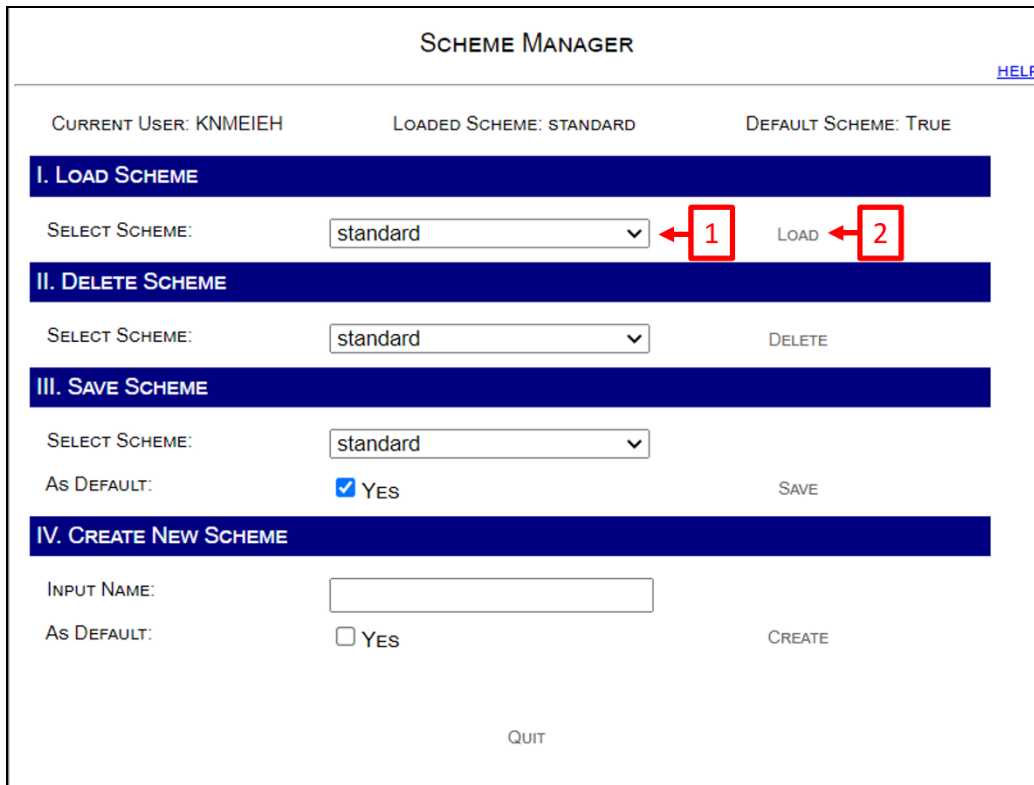 Scheme Manager
HELP
Current User: KNMEIEH Loaded Scheme: standard Default Scheme: True
I. Load Scheme
Select Scheme: standard 1 Load 2
II. Delete Scheme
Select Scheme: standard Delete
III. Save Scheme
Select Scheme: standard
As Default: Yes Save
IV. Create New Scheme
Input Name:
As Default: Yes Create
Quit